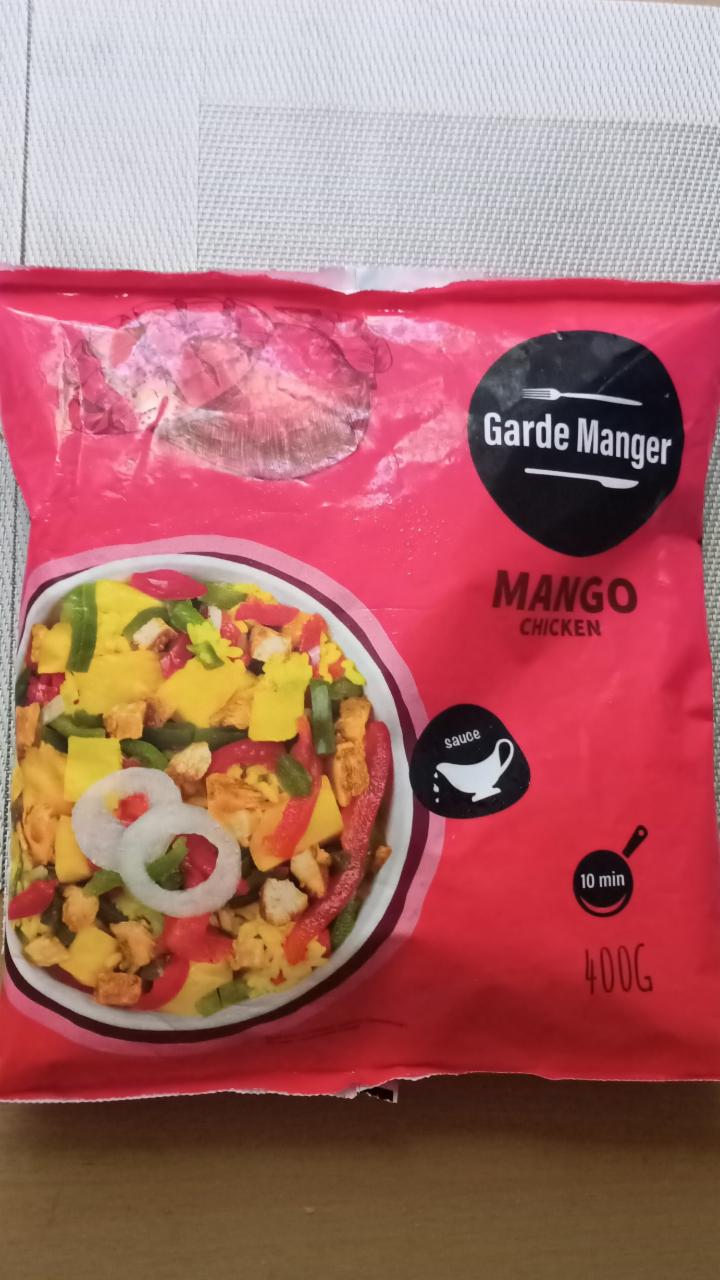 Garde Manger
MANGO
CHICKEN
sauce
10 min
400G